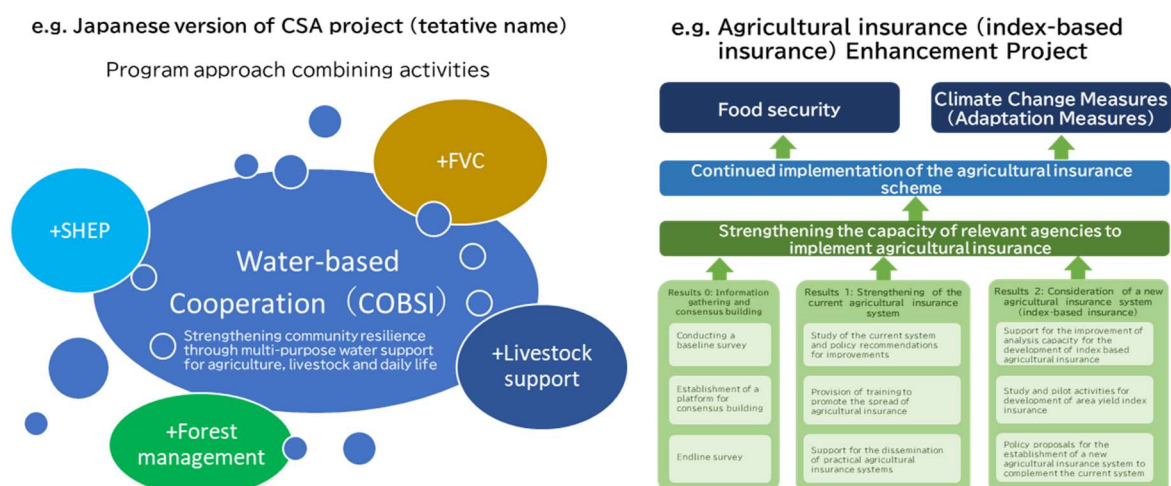 e.g. Japanese version of CSA project (tetative name)
Program approach combining activities
+FVC
+SHEP
Water-based
Cooperation （COBSI）
Strengthening community resilience
through multi-purpose water support
for agriculture, livestock and daily life
+Livestock
support
+Forest
management
e.g. Agricultural insurance (index-based
insurance) Enhancement Project
Food security
Climate Change Measures
(Adaptation Measures)
Continued implementation of the agricultural insurance
scheme
Strengthening the capacity of relevant agencies to
implement agricultural insurance
Results 0: Information
gathering and
consensus building
Conducting a
baseline survey
Establishment of a
platform for
consensus building
Endline survey
Results 1: Strengthening of the
current agricultural insurance
system
Study of the current system
and policy recommendations
for improvements
Provision of training to
promote the spread of
agricultural insurance
Support for the dissemination
of practical agricultural
insurance systems
Results 2: Consideration of a new
agricultural insurance system
(index-based insurance)
Support for the improvement of
analysis capacity for the
development of index based
agricultural insurance
Study and pilot activities for
development of area yield index
insurance
Policy proposals for the
establishment of a new
agricultural insurance system to
complement the current system